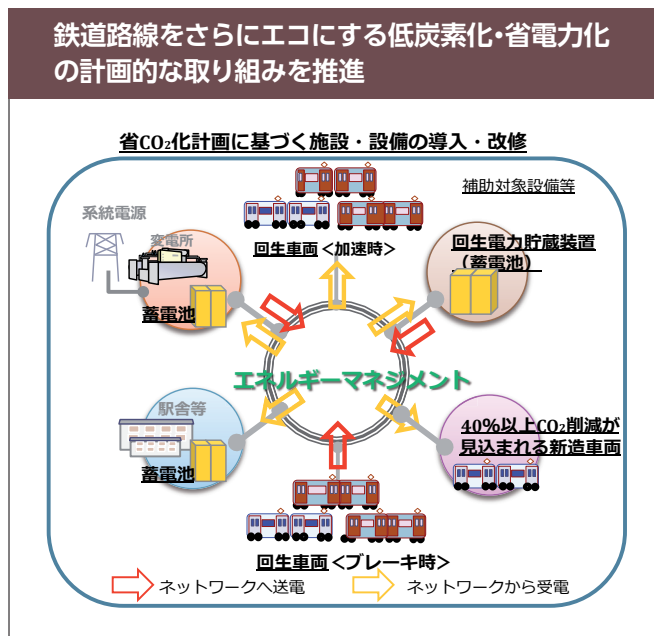 鉄道路線をさらにエコにする低炭素化・省電力化
の計画的な取り組みを推進
省CO₂化計画に基づく施設・設備の導入・改修
補助対象設備等
系統電源
変電所
蓄電池
回生車両<加速時>
回生電力貯蔵装置
(蓄電池)
エネルギーマネジメント
駅舎等
蓄電池
40%以上CO₂削減が
見込まれる新造車両
回生車両<ブレーキ時>
ネットワークへ送電
ネットワークから受電